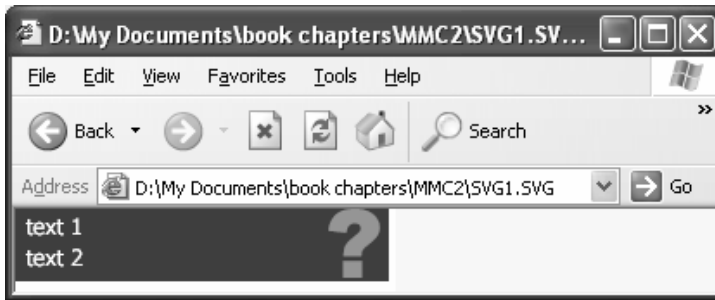 D:\My Documents\book chapters\MMC2\SVG1.SV...
File Edit View Favorites Tools Help
Back Search »
Address D:\My Documents\book chapters\MMC2\SVG1.SVG Go
text 1
?
text 2